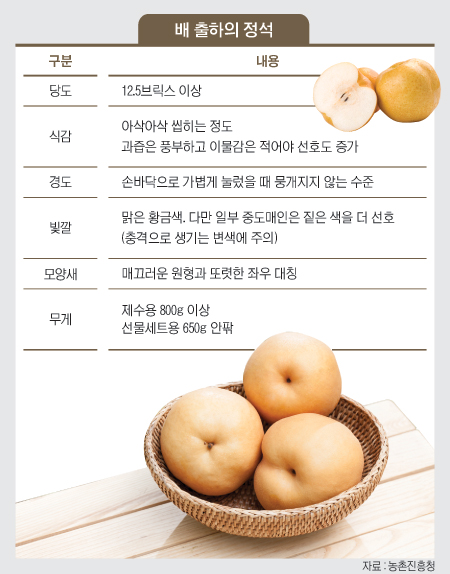 배 출하의 정석
구분 내용
당도 12.5브릭스 이상
식감 아삭아삭 씹히는 정도
과즙은 풍부하고 이물감은 적어야 선호도 증가
경도 손바닥으로 가볍게 눌렀을 때 뭉개지지 않는 수준
빛깔 맑은 황금색. 다만 일부 중도매인은 짙은 색을 더 선호
(충격으로 생기는 변색에 주의)
모양새 매끄러운 원형과 또렷한 좌우 대칭
무게 제수용 800g 이상
선물세트용 650g 안팎
자료 : 농촌진흥청